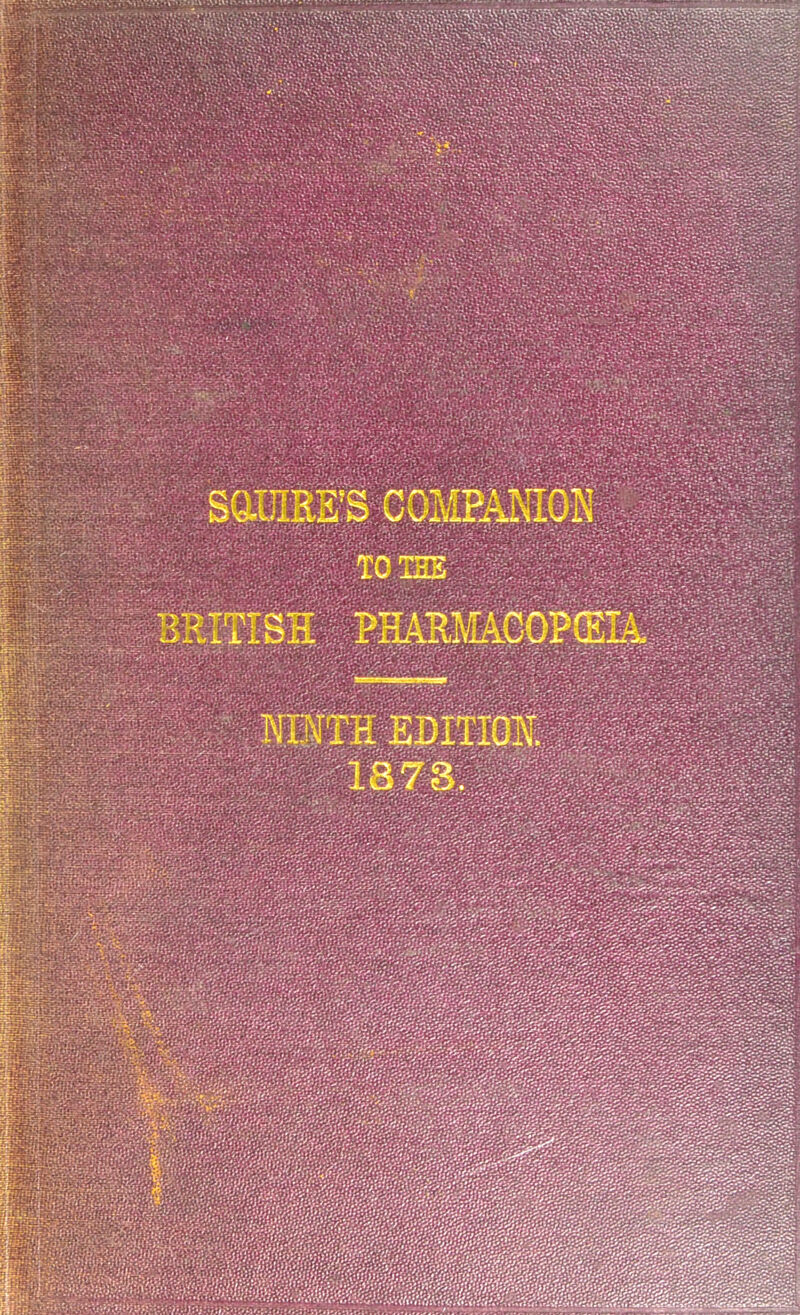 SQUIRE'S COMPANION
TO THE
BRITISH PHARMACOPŒIA.
NINTH EDITION.
1873.